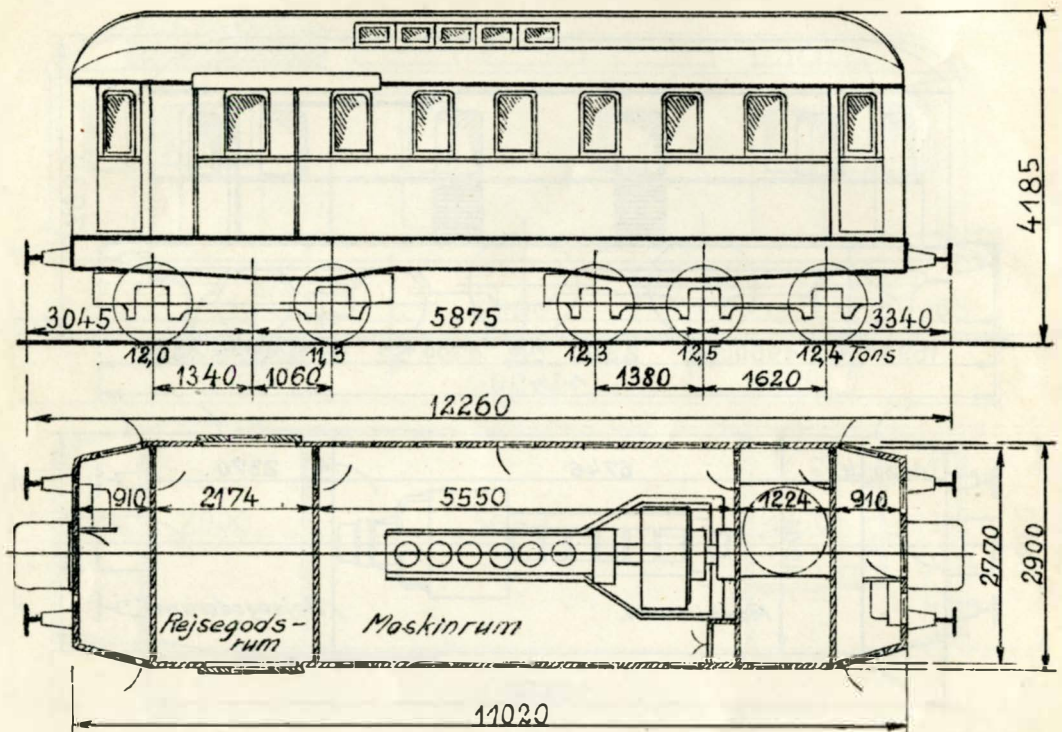 4185
3045 5875 3340
12,0 11,3 12,3 12,5 12,4 Tons
1340 1060 1380 1620
12260
910 2174 5550 1224 910
2770
2900
Rejsegods-
rum
Maskinrum
11020